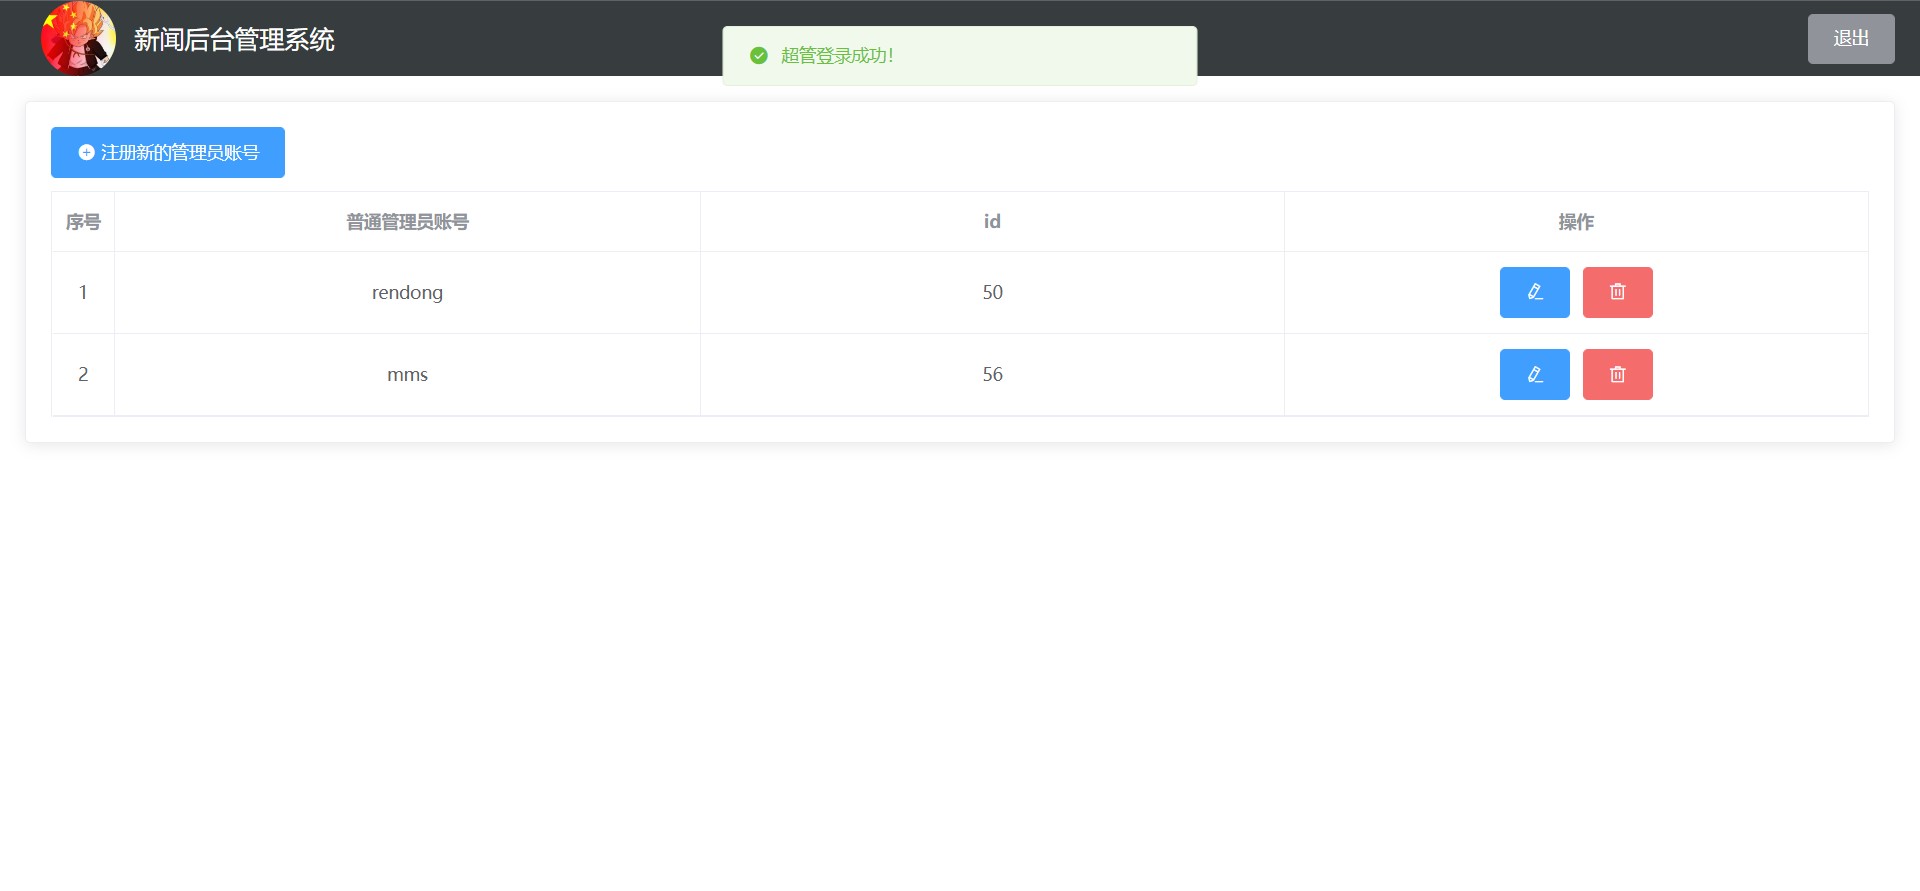 新闻后台管理系统
超管登录成功!
退出
注册新的管理员账号
序号 普通管理员账号 id 操作
1 rendong 50
2 mms 56